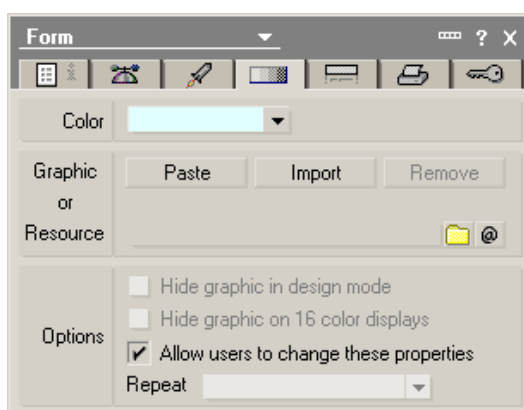 Form ?
Color
Graphic or Resource
Paste Import Remove
@
Options
Hide graphic in design mode
Hide graphic on 16 color displays
Allow users to change these properties
Repeat